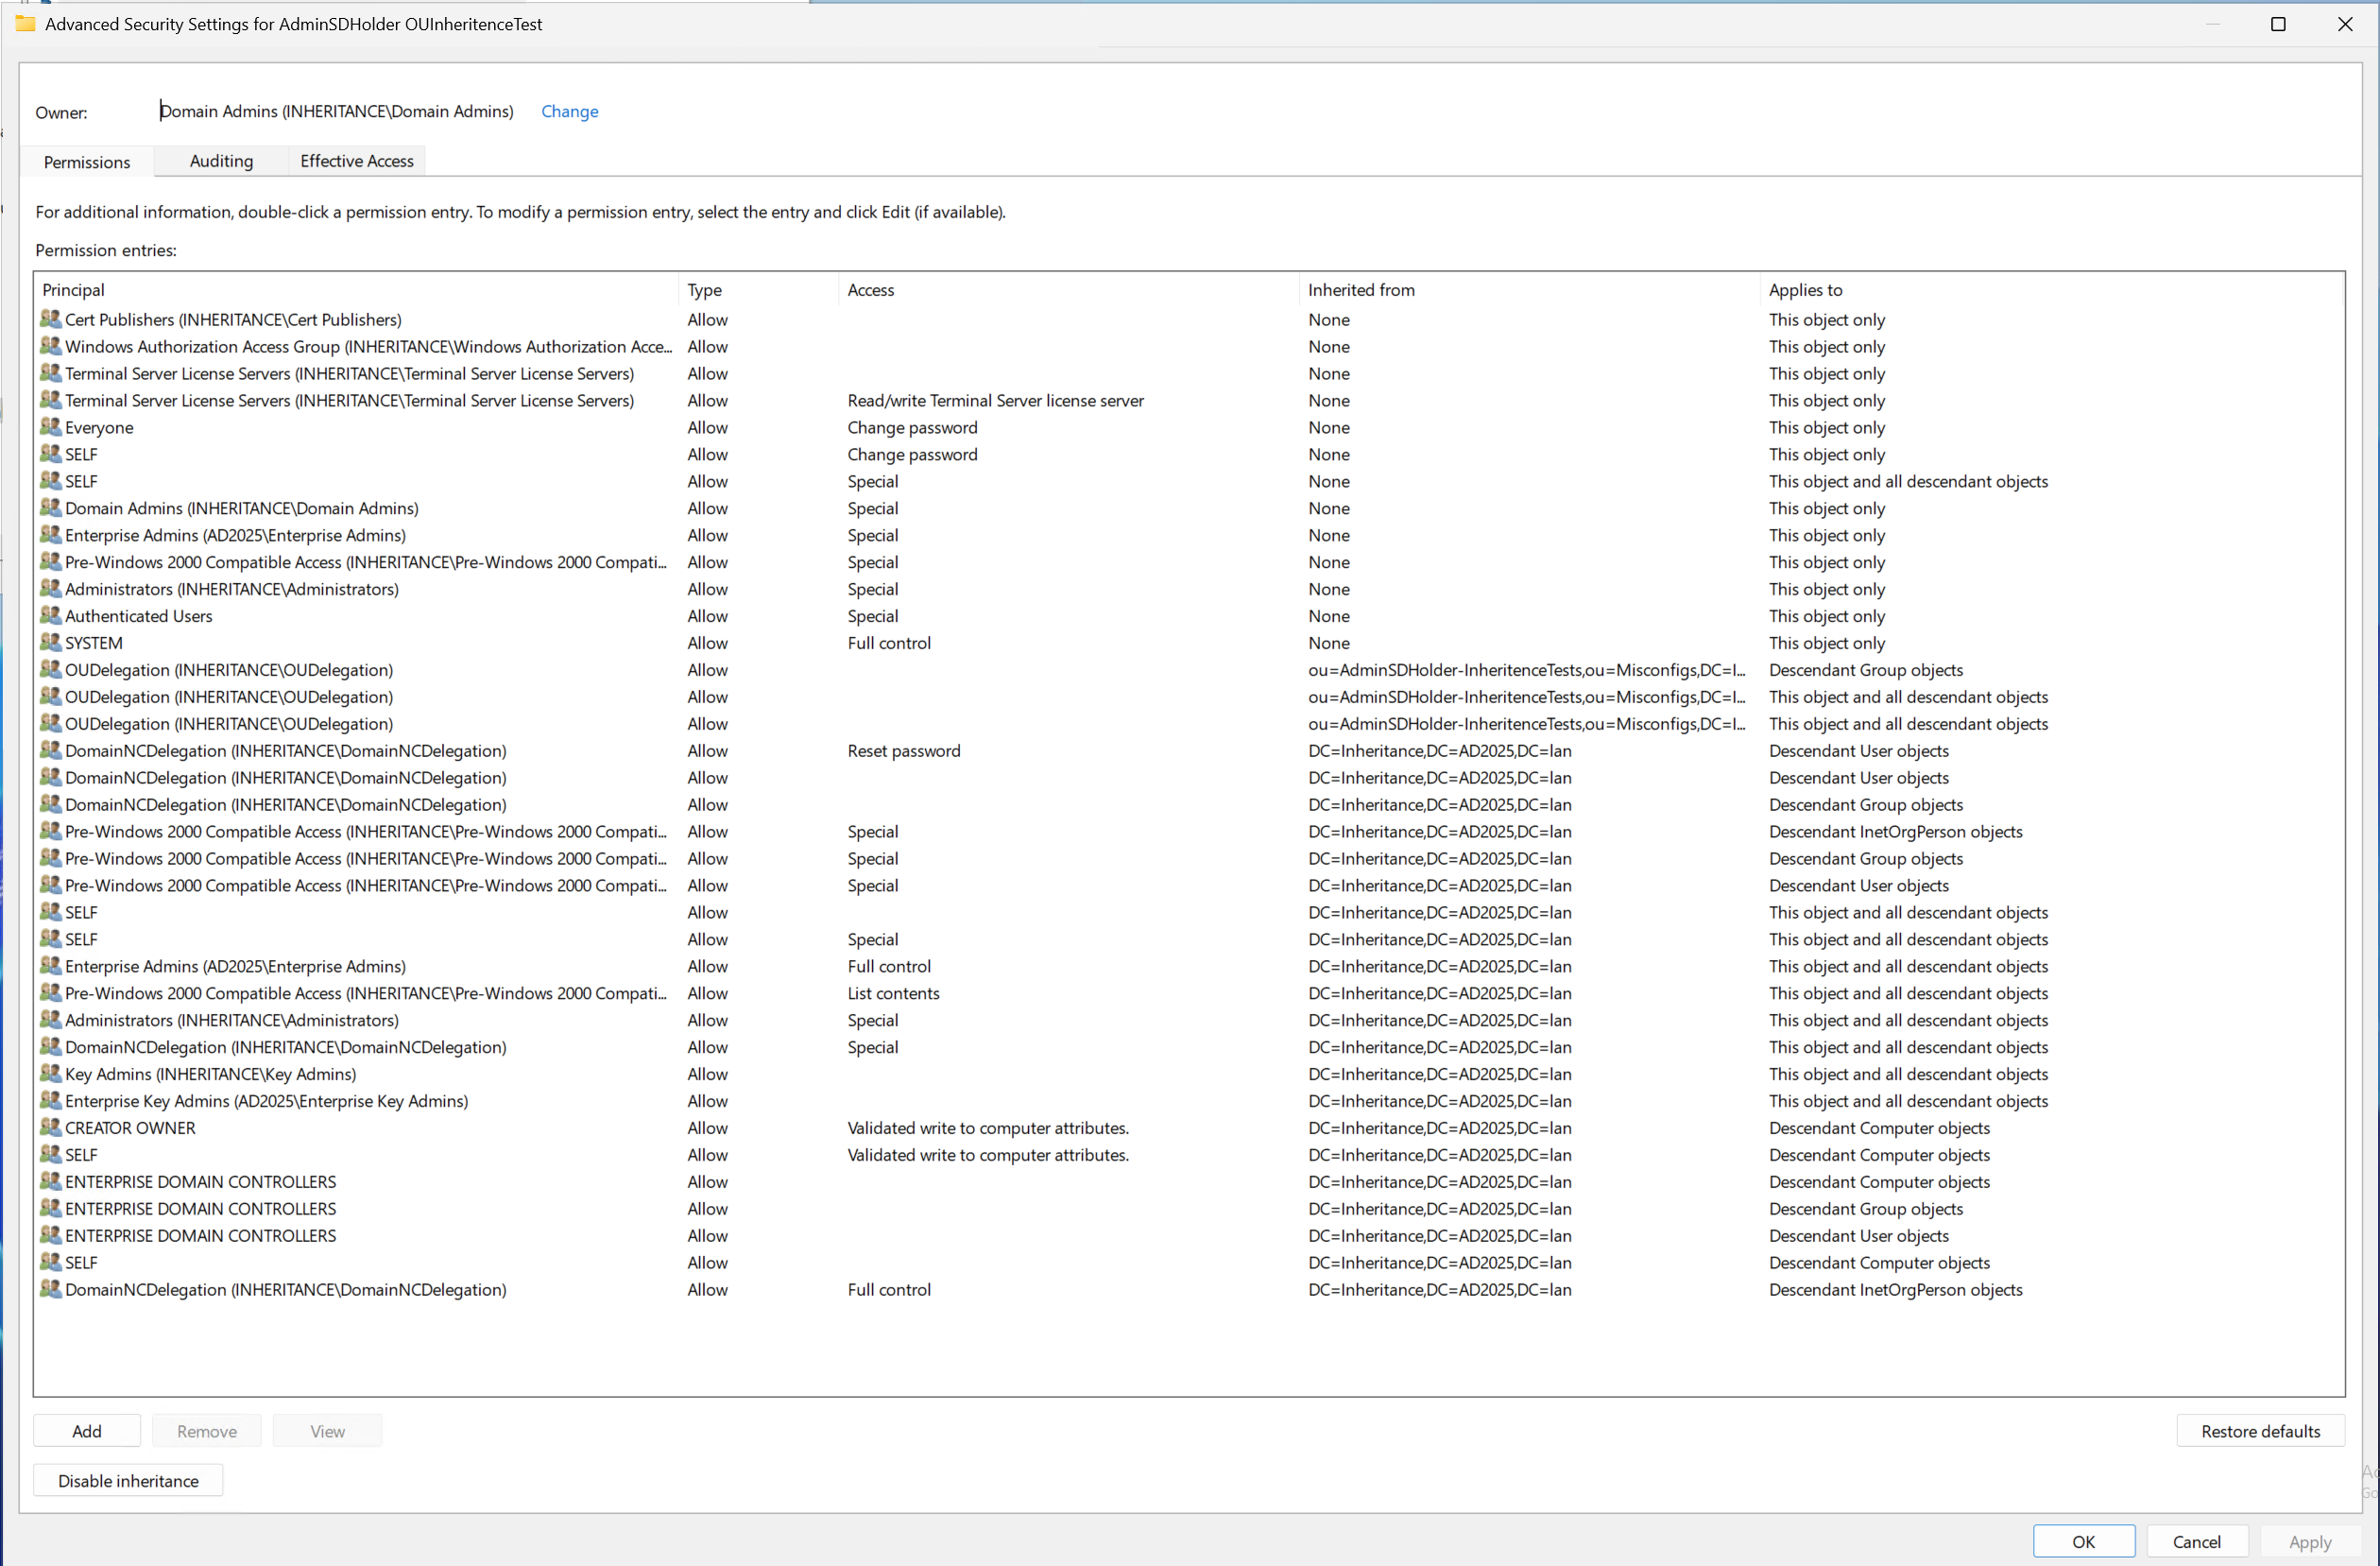 Advanced Security Settings for AdminSDHolder OUInheritenceTest
Owner: Domain Admins (INHERITANCE\Domain Admins) Change
Permissions Auditing Effective Access
For additional information, double-click a permission entry. To modify a permission entry, select the entry and click Edit (if available).
Permission entries:
Principal Type Access Inherited from Applies to
Cert Publishers (INHERITANCE\Cert Publishers) Allow None This object only
Windows Authorization Access Group (INHERITANCE\Windows Authorization Acce... Allow None This object only
Terminal Server License Servers (INHERITANCE\Terminal Server License Servers) Allow None This object only
Terminal Server License Servers (INHERITANCE\Terminal Server License Servers) Allow Read/write Terminal Server license server None This object only
Everyone Allow Change password None This object only
SELF Allow Change password None This object only
SELF Allow Special None This object and all descendant objects
Domain Admins (INHERITANCE\Domain Admins) Allow Special None This object only
Enterprise Admins (AD2025\Enterprise Admins) Allow Special None This object only
Pre-Windows 2000 Compatible Access (INHERITANCE\Pre-Windows 2000 Compati... Allow Special None This object only
Administrators (INHERITANCE\Administrators) Allow Special None This object only
Authenticated Users Allow Special None This object only
SYSTEM Allow Full control None This object only
OUDelegation (INHERITANCE\OUDelegation) Allow ou=AdminSDHolder-InheritenceTests,ou=Misconfigs,DC=I... Descendant Group objects
OUDelegation (INHERITANCE\OUDelegation) Allow ou=AdminSDHolder-InheritenceTests,ou=Misconfigs,DC=I... This object and all descendant objects
OUDelegation (INHERITANCE\OUDelegation) Allow ou=AdminSDHolder-InheritenceTests,ou=Misconfigs,DC=I... This object and all descendant objects
DomainNCDelegation (INHERITANCE\DomainNCDelegation) Allow Reset password DC=Inheritance,DC=AD2025,DC=lan Descendant User objects
DomainNCDelegation (INHERITANCE\DomainNCDelegation) Allow DC=Inheritance,DC=AD2025,DC=lan Descendant User objects
DomainNCDelegation (INHERITANCE\DomainNCDelegation) Allow DC=Inheritance,DC=AD2025,DC=lan Descendant Group objects
Pre-Windows 2000 Compatible Access (INHERITANCE\Pre-Windows 2000 Compati... Allow Special DC=Inheritance,DC=AD2025,DC=lan Descendant InetOrgPerson objects
Pre-Windows 2000 Compatible Access (INHERITANCE\Pre-Windows 2000 Compati... Allow Special DC=Inheritance,DC=AD2025,DC=lan Descendant Group objects
Pre-Windows 2000 Compatible Access (INHERITANCE\Pre-Windows 2000 Compati... Allow Special DC=Inheritance,DC=AD2025,DC=lan Descendant User objects
SELF Allow DC=Inheritance,DC=AD2025,DC=lan This object and all descendant objects
SELF Allow Special DC=Inheritance,DC=AD2025,DC=lan This object and all descendant objects
Enterprise Admins (AD2025\Enterprise Admins) Allow Full control DC=Inheritance,DC=AD2025,DC=lan This object and all descendant objects
Pre-Windows 2000 Compatible Access (INHERITANCE\Pre-Windows 2000 Compati... Allow List contents DC=Inheritance,DC=AD2025,DC=lan This object and all descendant objects
Administrators (INHERITANCE\Administrators) Allow Special DC=Inheritance,DC=AD2025,DC=lan This object and all descendant objects
DomainNCDelegation (INHERITANCE\DomainNCDelegation) Allow Special DC=Inheritance,DC=AD2025,DC=lan This object and all descendant objects
Key Admins (INHERITANCE\Key Admins) Allow DC=Inheritance,DC=AD2025,DC=lan This object and all descendant objects
Enterprise Key Admins (AD2025\Enterprise Key Admins) Allow DC=Inheritance,DC=AD2025,DC=lan This object and all descendant objects
CREATOR OWNER Allow Validated write to computer attributes. DC=Inheritance,DC=AD2025,DC=lan Descendant Computer objects
SELF Allow Validated write to computer attributes. DC=Inheritance,DC=AD2025,DC=lan Descendant Computer objects
ENTERPRISE DOMAIN CONTROLLERS Allow DC=Inheritance,DC=AD2025,DC=lan Descendant Computer objects
ENTERPRISE DOMAIN CONTROLLERS Allow DC=Inheritance,DC=AD2025,DC=lan Descendant Group objects
ENTERPRISE DOMAIN CONTROLLERS Allow DC=Inheritance,DC=AD2025,DC=lan Descendant User objects
SELF Allow DC=Inheritance,DC=AD2025,DC=lan Descendant Computer objects
DomainNCDelegation (INHERITANCE\DomainNCDelegation) Allow Full control DC=Inheritance,DC=AD2025,DC=lan Descendant InetOrgPerson objects
Add Remove View Restore defaults
Disable inheritance
OK Cancel Apply